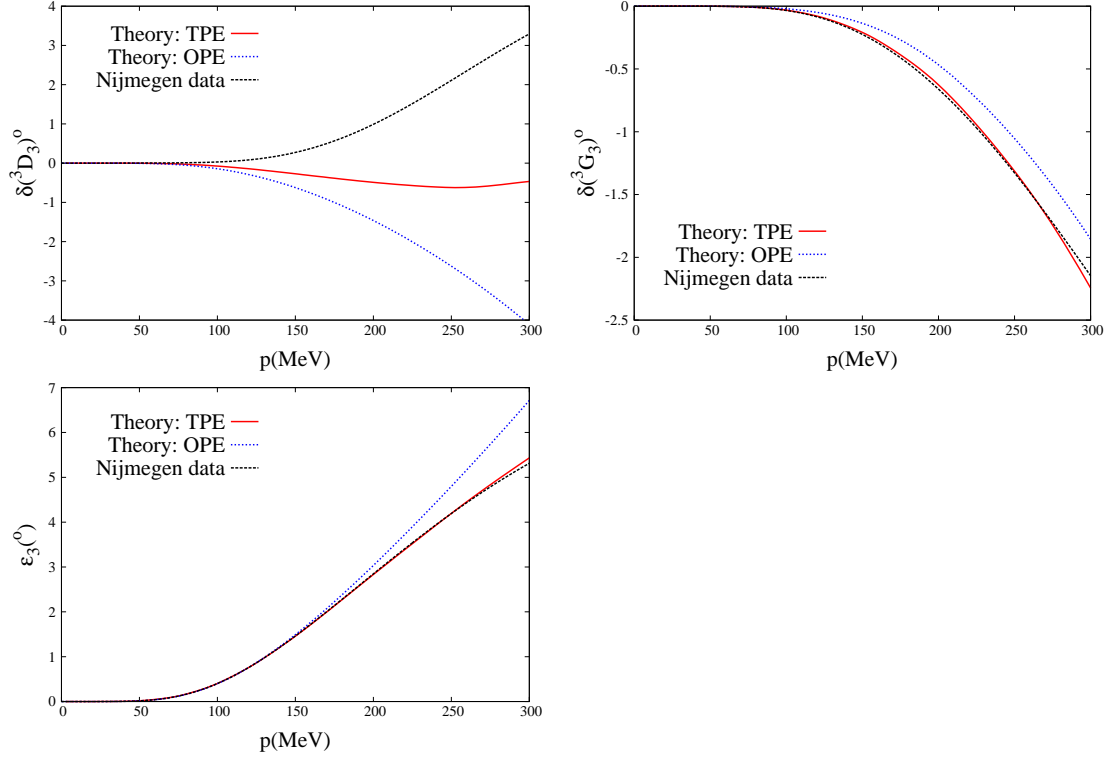 4
3
2
1
0
-1
-2
-3
-4
δ(³D₃)º
Theory: TPE
Theory: OPE
Nijmegen data
0 50 100 150 200 250 300
p(MeV)
0
-0.5
-1
-1.5
-2
-2.5
δ(³G₃)º
Theory: TPE
Theory: OPE
Nijmegen data
0 50 100 150 200 250 300
p(MeV)
7
6
5
4
3
2
1
0
ε₃(º)
Theory: TPE
Theory: OPE
Nijmegen data
0 50 100 150 200 250 300
p(MeV)